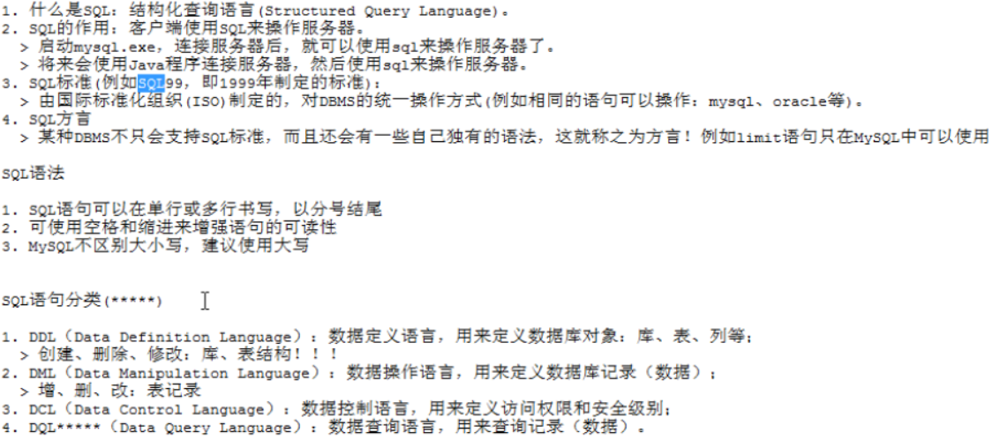 1. 什么是SQL：结构化查询语言(Structured Query Language)。
2. SQL的作用：客户端使用SQL来操作服务器。
> 启动mysql.exe，连接服务器后，就可以使用sql来操作服务器了。
> 将来会使用Java程序连接服务器，然后使用sql来操作服务器。
3. SQL标准(例如SQL99，即1999年制定的标准)：
> 由国际标准化组织(ISO)制定的，对DBMS的统一操作方式(例如相同的语句可以操作：mysql、oracle等)。
4. SQL方言
> 某种DBMS不只会支持SQL标准，而且还会有一些自己独有的语法，这就称之为方言！例如limit语句只在MySQL中可以使用
SQL语法
1. SQL语句可以在单行或多行书写，以分号结尾
2. 可使用空格和缩进来增强语句的可读性
3. MySQL不区别大小写，建议使用大写
SQL语句分类(*****)
1. DDL（Data Definition Language）：数据定义语言，用来定义数据库对象：库、表、列等；
> 创建、删除、修改：库、表结构！！！
2. DML（Data Manipulation Language）：数据操作语言，用来定义数据库记录（数据）；
> 增、删、改：表记录
3. DCL（Data Control Language）：数据控制语言，用来定义访问权限和安全级别；
4. DQL*****（Data Query Language）：数据查询语言，用来查询记录（数据）。